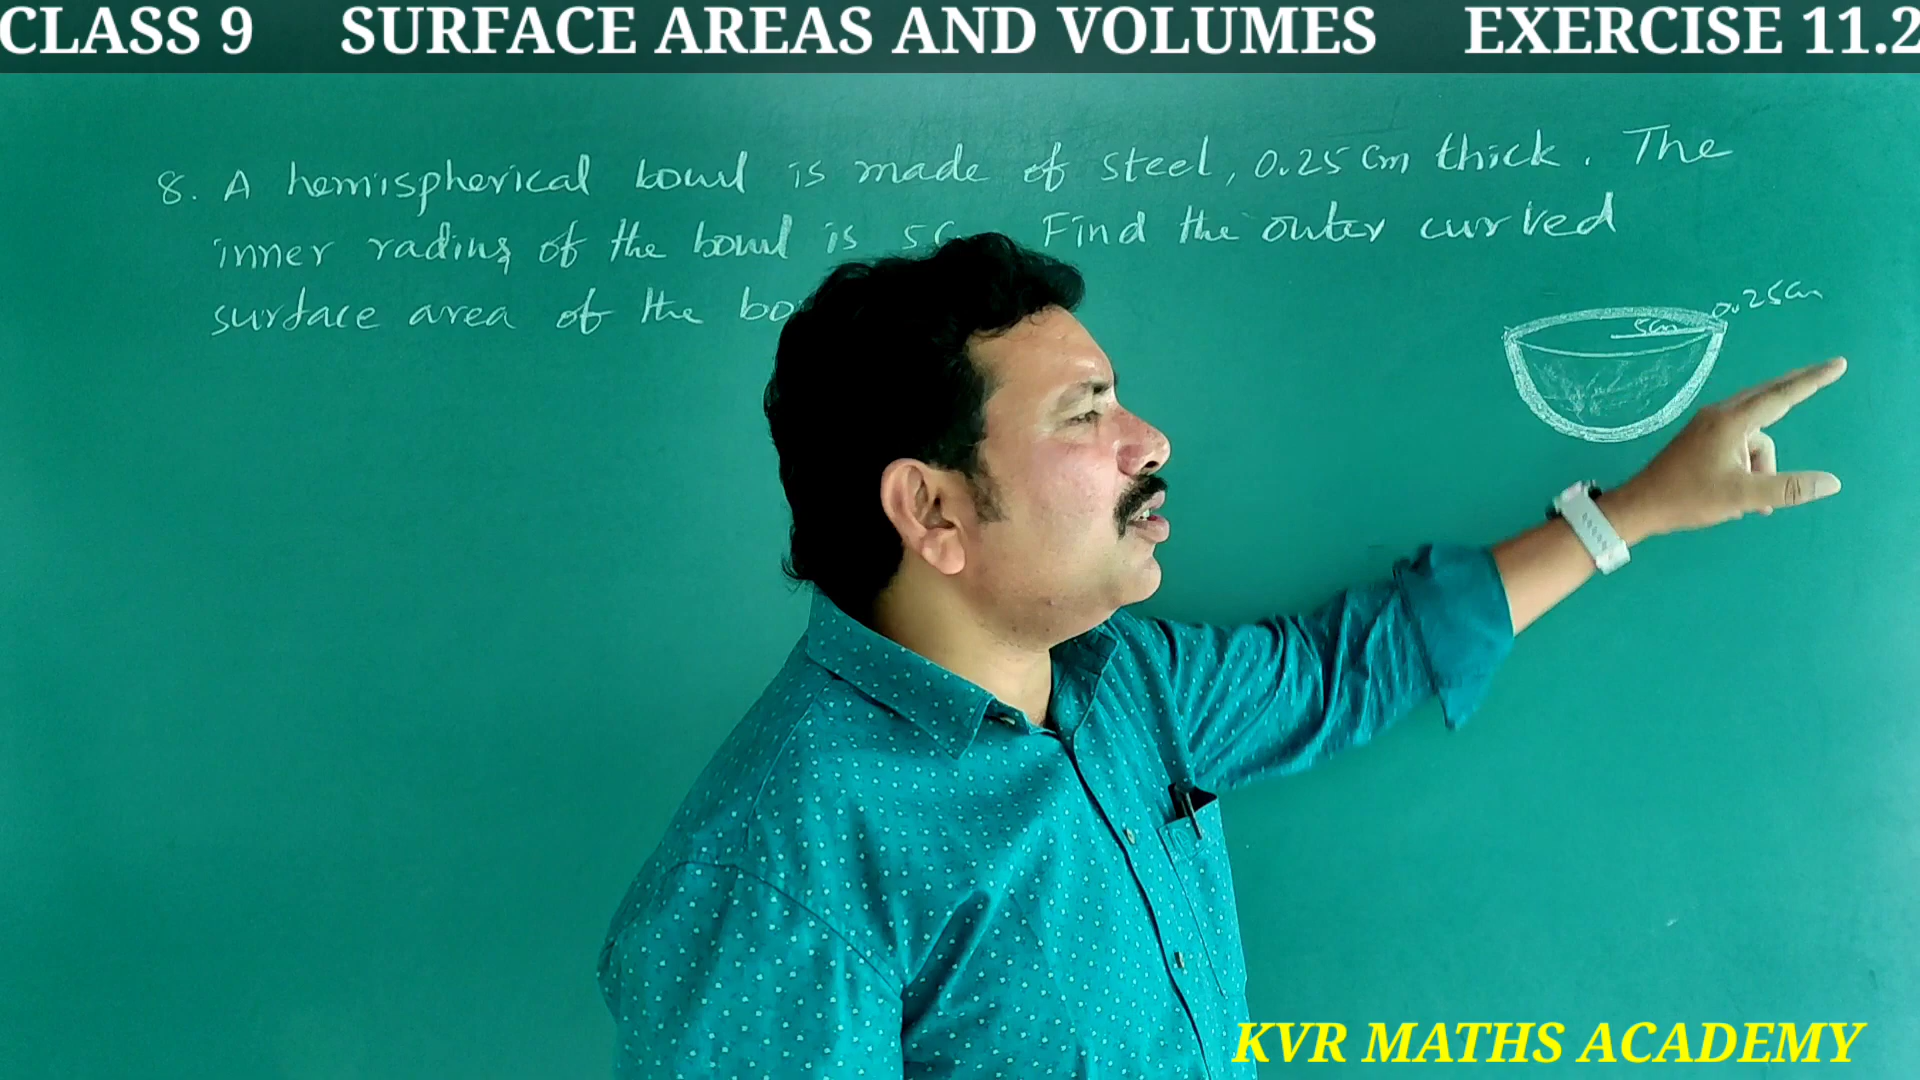 CLASS 9 SURFACE AREAS AND VOLUMES EXERCISE 11.2
8. A hemispherical bowl is made of steel, 0.25 cm thick. The
inner radius of the bowl is 5c Find the outer curved
surface area of the bo
0.25cm
5cm
KVR MATHS ACADEMY